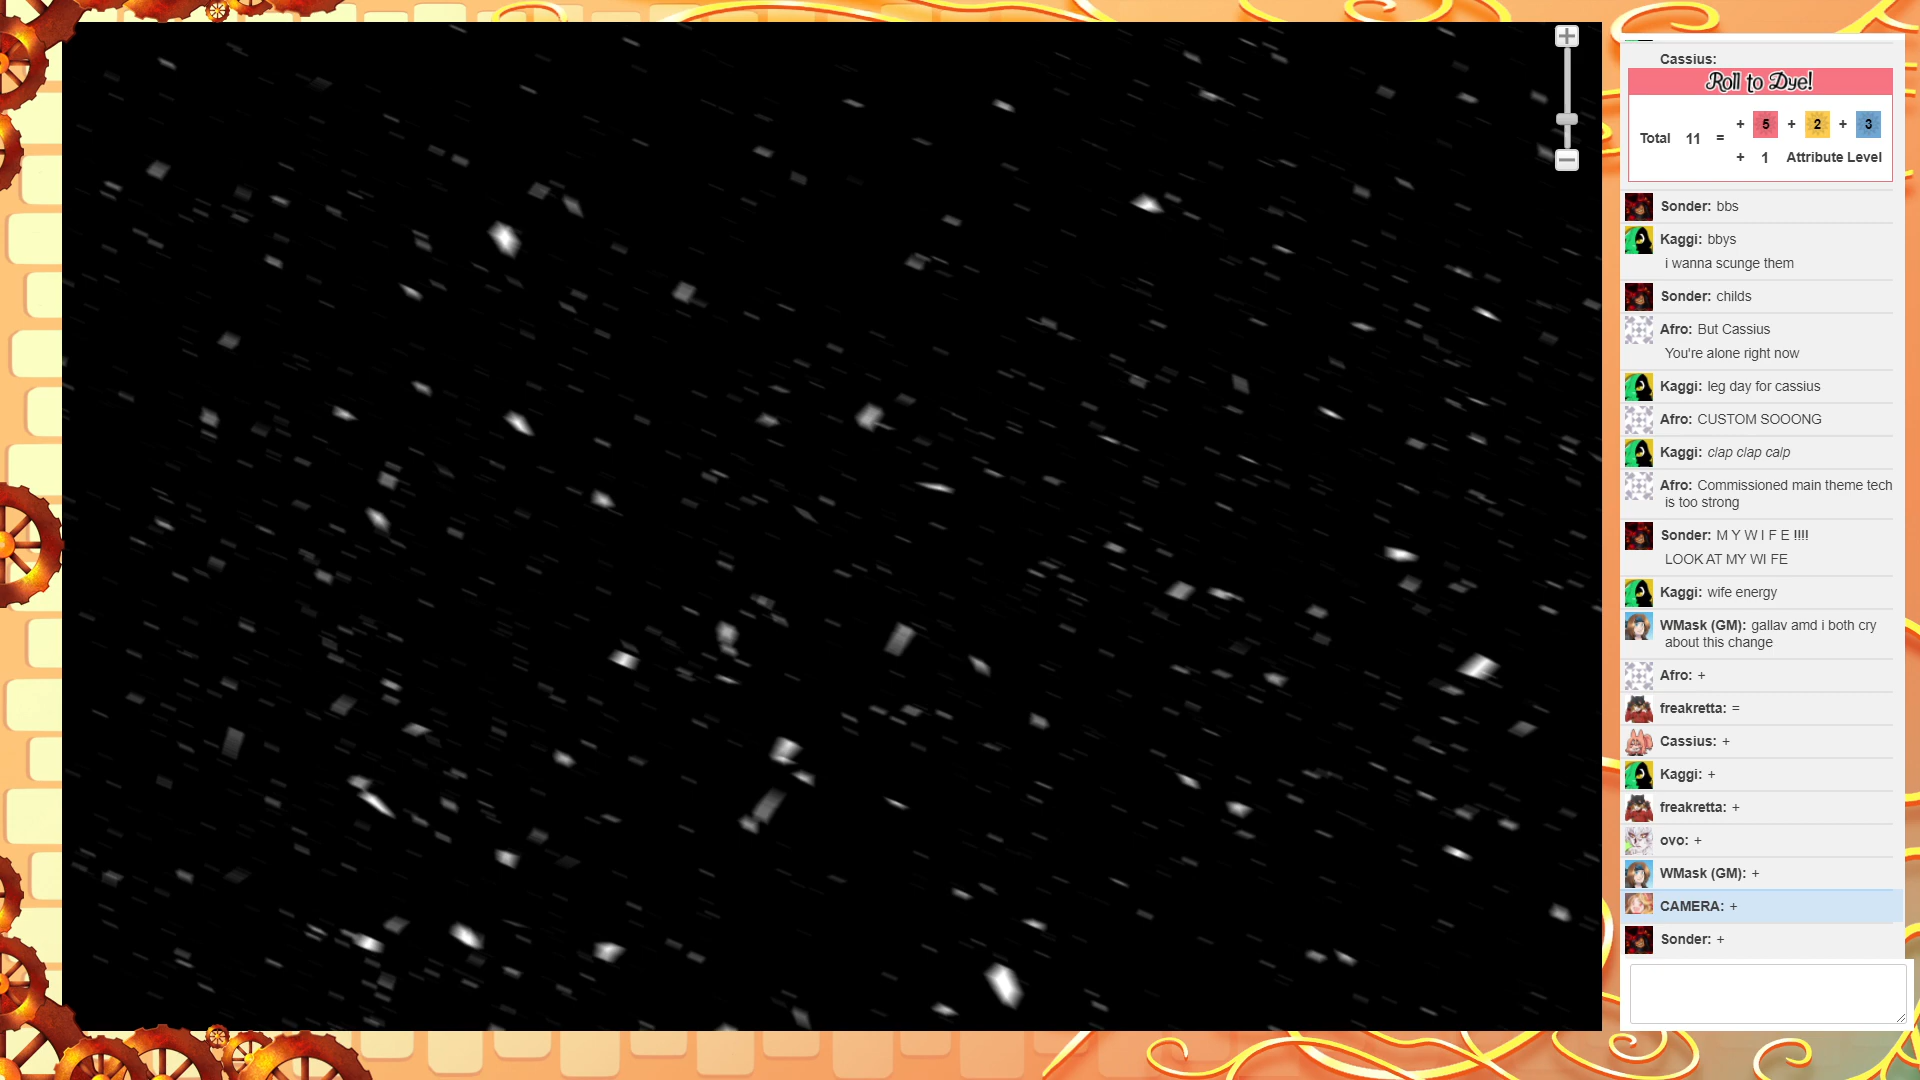 Cassius:
Roll to Dye!
+ 5 + 2 + 3
Total 11 =
+ 1 Attribute Level
Sonder: bbs
Kaggi: bbys
i wanna scunge them
Sonder: childs
Afro: But Cassius
You're alone right now
Kaggi: leg day for cassius
Afro: CUSTOM SOOONG
Kaggi: clap clap calp
Afro: Commissioned main theme tech
is too strong
Sonder: M Y W I F E !!!!
LOOK AT MY WI FE
Kaggi: wife energy
WMask (GM): gallav amd i both cry
about this change
Afro: +
freakretta: =
Cassius: +
Kaggi: +
freakretta: +
ovo: +
WMask (GM): +
CAMERA: +
Sonder: +